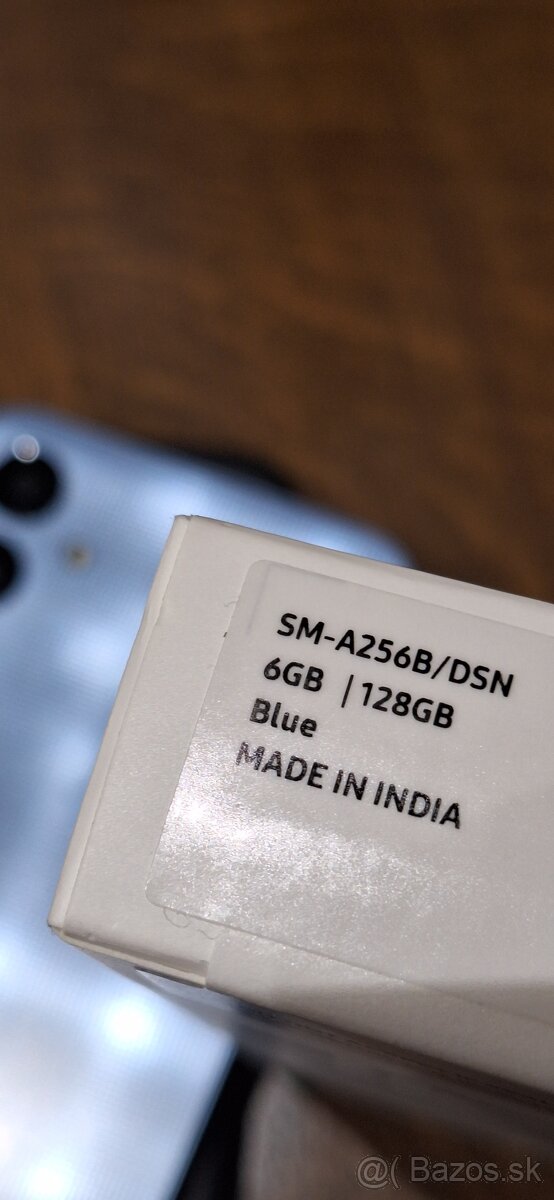 SM-A256B/DSN
6GB | 128GB
Blue
MADE IN INDIA
@( Bazos.sk